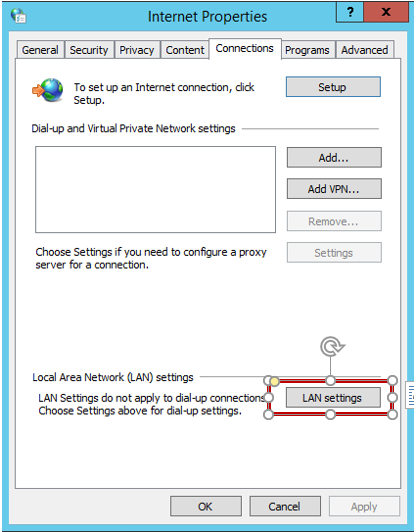 Internet Properties
?
x
General
Security
Privacy
Content
Connections
Programs
Advanced
To set up an Internet connection, click
Setup.
Setup
Dial-up and Virtual Private Network settings
Add...
Add VPN...
Remove...
Choose Settings if you need to configure a proxy
server for a connection.
Settings
Local Area Network (LAN) settings
LAN Settings do not apply to dial-up connections
Choose Settings above for dial-up settings.
LAN settings
OK
Cancel
Apply